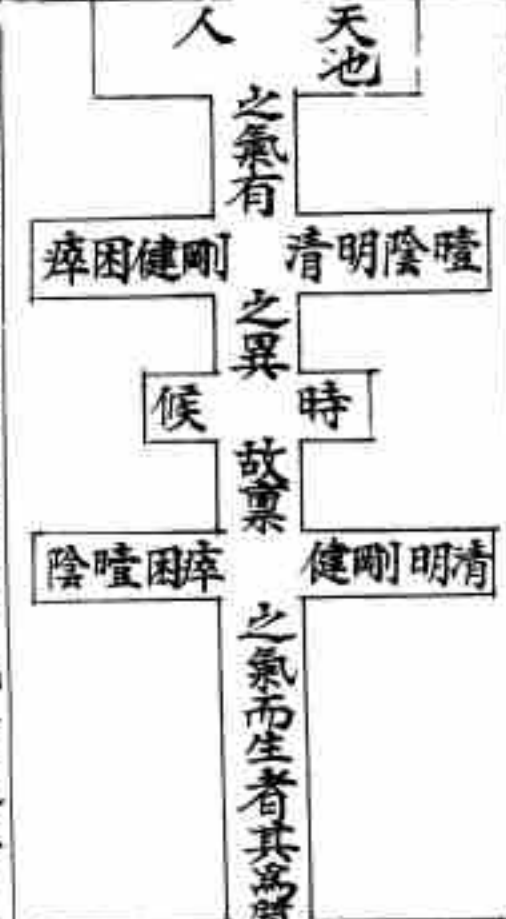 天池
人
之氣有
曀陰明清
剛健困瘁
之異
時
候
故稟
清明剛健
瘁困曀陰
之氣而生者其為